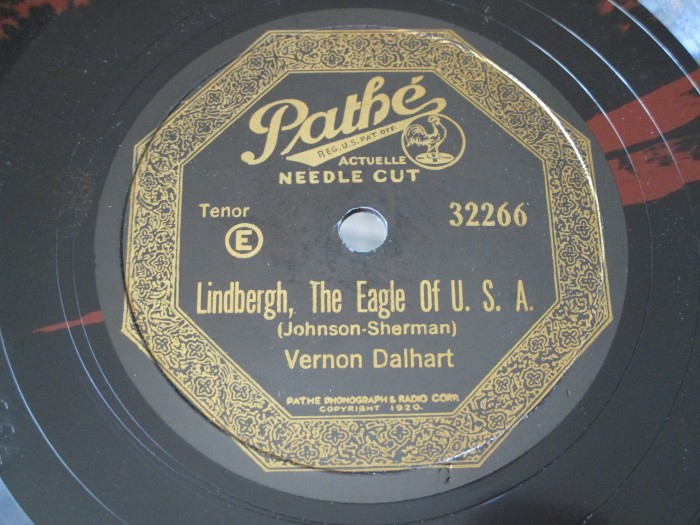 Pathé
REG. U.S. PAT. OFF.
ACTUELLE
NEEDLE CUT
Tenor
32266
E
Lindbergh, The Eagle Of U. S. A.
(Johnson-Sherman)
Vernon Dalhart
PATHE PHONOGRAPH & RADIO CORP.
COPYRIGHT 1920.